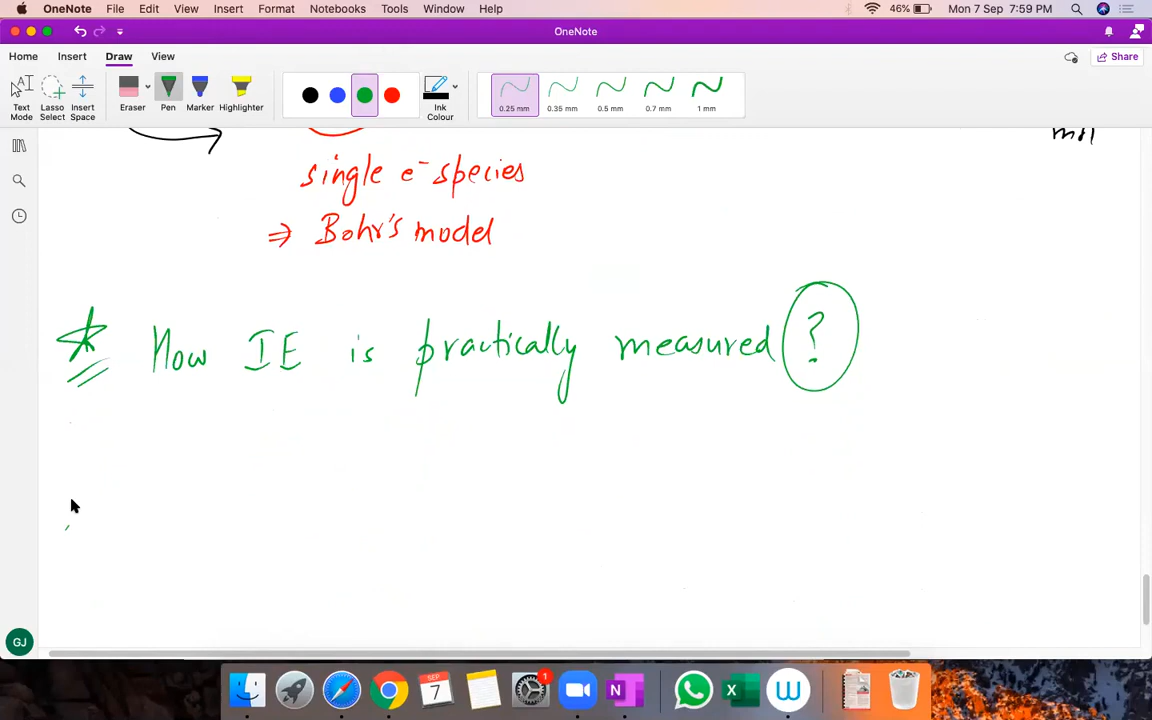 OneNote File Edit View Insert Format Notebooks Tools Window Help 46% Mon 7 Sep 7:59 PM
OneNote
Home Insert Draw View Share
Text Mode Lasso Select Insert Space Eraser Pen Marker Highlighter Ink Colour 0.25 mm 0.35 mm 0.5 mm 0.7 mm 1 mm
single e⁻ species
⇒ Bohr's model
* How IE is practically measured ?
GJ
SEP 7 1 N X W